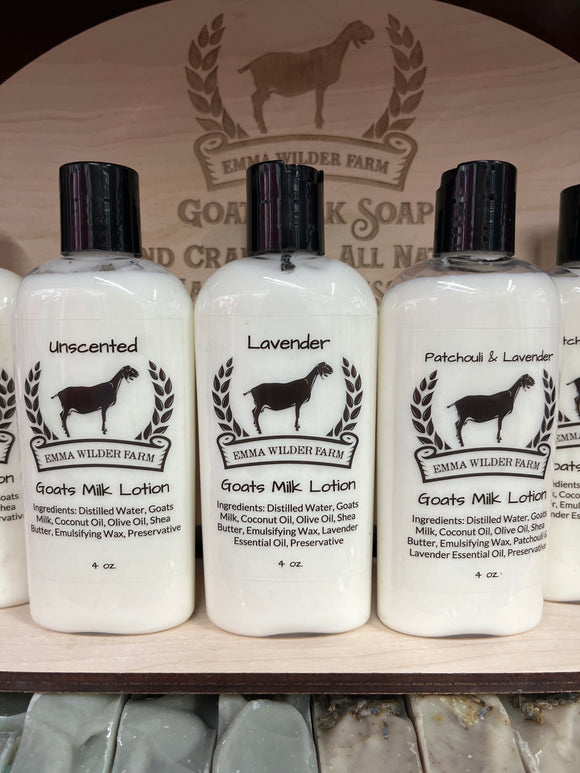 EMMA WILDER FARM
GOATS MILK SOAP
ALL
Unscented
EMMA WILDER FARM
Goats Milk Lotion
Ingredients: Distilled Water, Goats
Milk, Coconut Oil, Olive Oil, Shea
Butter, Emulsifying Wax, Preservative
4 oz.
Lavender
EMMA WILDER FARM
Goats Milk Lotion
Ingredients: Distilled Water, Goats
Milk, Coconut Oil, Olive Oil, Shea
Butter, Emulsifying Wax, Lavender
Essential Oil, Preservative
4 oz.
Patchouli & Lavender
EMMA WILDER FARM
Goats Milk Lotion
Ingredients: Distilled Water, Goats
Milk, Coconut Oil, Olive Oil, Shea
Butter, Emulsifying Wax, Patchouli &
Lavender Essential Oil, Preservative
4 oz.